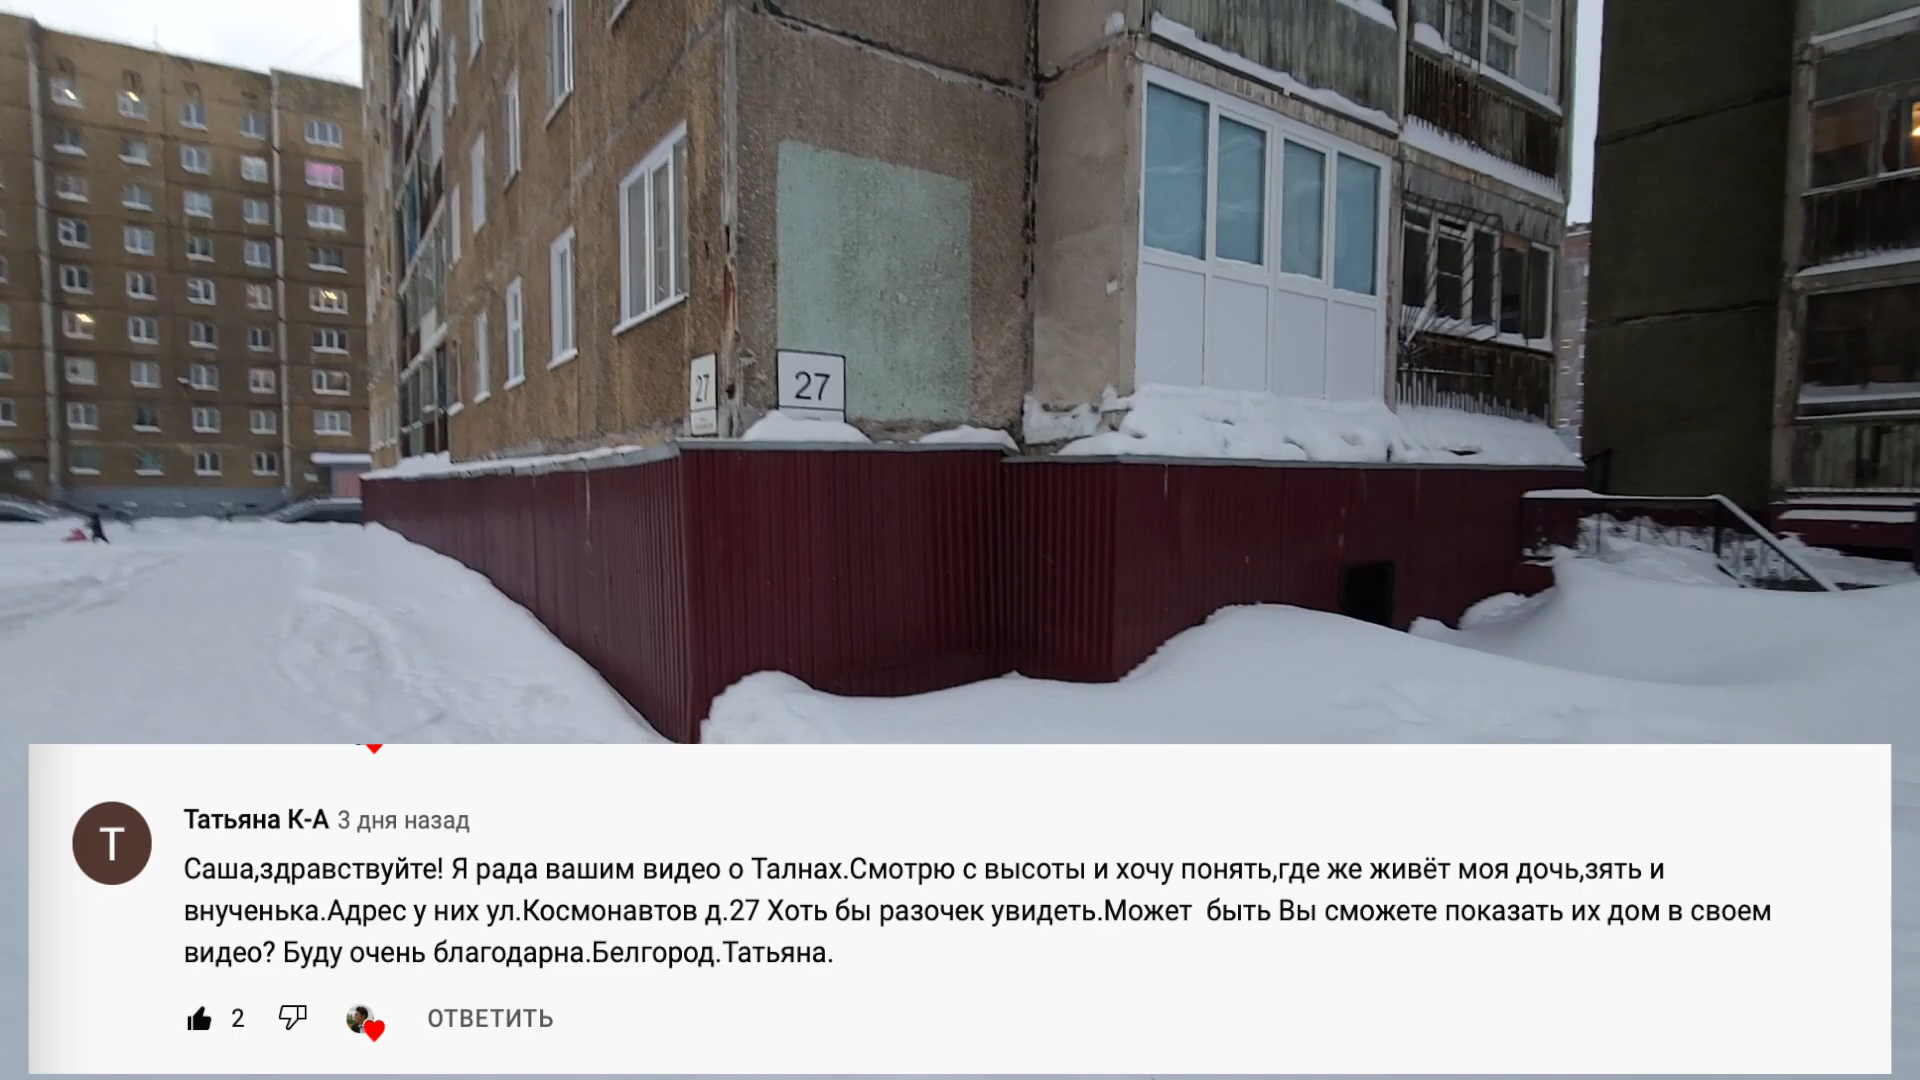 27
27
Т
Татьяна К-А 3 дня назад
Саша,здравствуйте! Я рада вашим видео о Талнах.Смотрю с высоты и хочу понять,где же живёт моя дочь,зять и
внученька.Адрес у них ул.Космонавтов д.27 Хоть бы разочек увидеть.Может быть Вы сможете показать их дом в своем
видео? Буду очень благодарна.Белгород.Татьяна.
2
ОТВЕТИТЬ